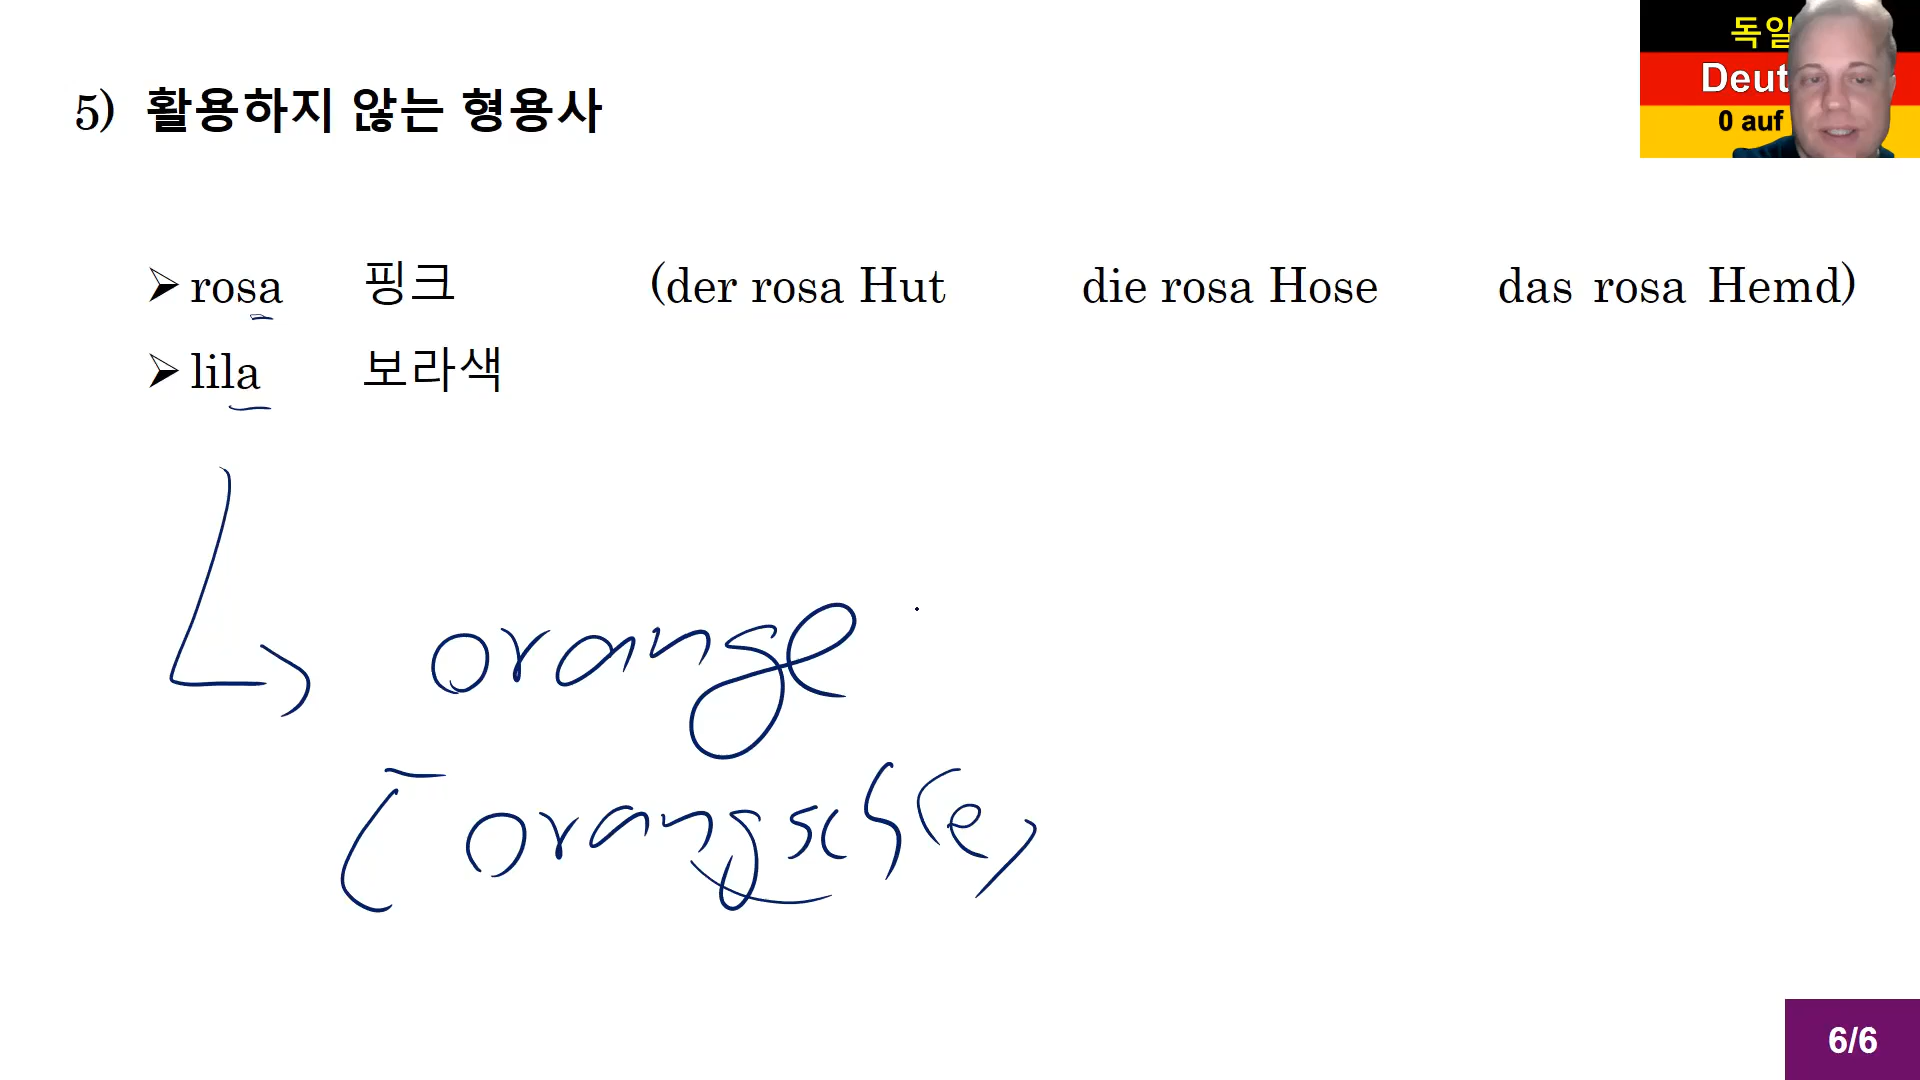 5) 활용하지 않는 형용사
➢ rosa 핑크 (der rosa Hut die rosa Hose das rosa Hemd)
➢ lila 보라색
orange
독일
Deut
0 auf
6/6